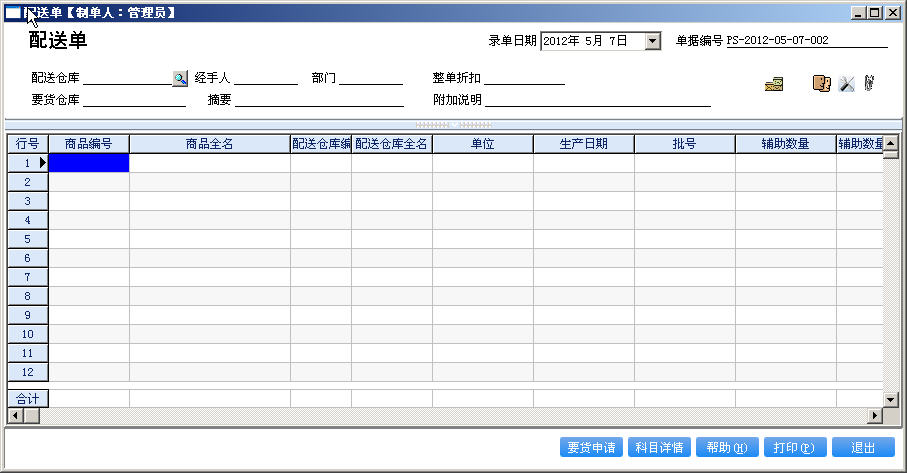 配送单【制单人：管理员】
配送单
录单日期 2012年 5月 7日 单据编号 PS-2012-05-07-002
配送仓库 经手人 部门 整单折扣
要货仓库 摘要 附加说明
行号 商品编号 商品全名 配送仓库编 配送仓库全名 单位 生产日期 批号 辅助数量 辅助数量
1
2
3
4
5
6
7
8
9
10
11
12
合计
要货申请 科目详情 帮助(H) 打印(P) 退出